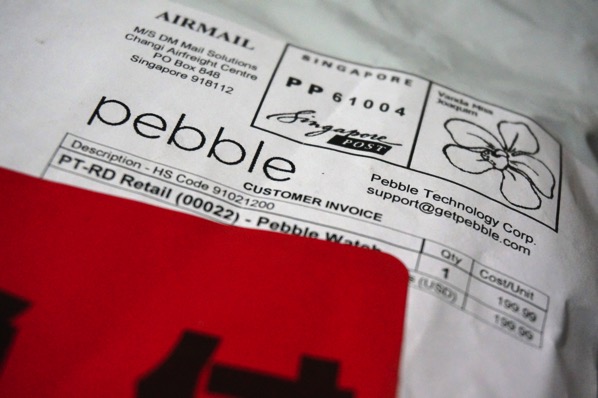 AIRMAIL
M/S DM Mail Solutions
Changi Airfreight Centre
PO Box 848
Singapore 918112
SINGAPORE
PP 61004
Singapore
POST
Vanda Miss
Joaquim
pebble
Pebble Technology Corp.
support@getpebble.com
CUSTOMER INVOICE
Description - HS Code 91021200
Qty
Cost/Unit
PT-RD Retail (00022) - Pebble Watch
1
199.99
(USD)
199.99